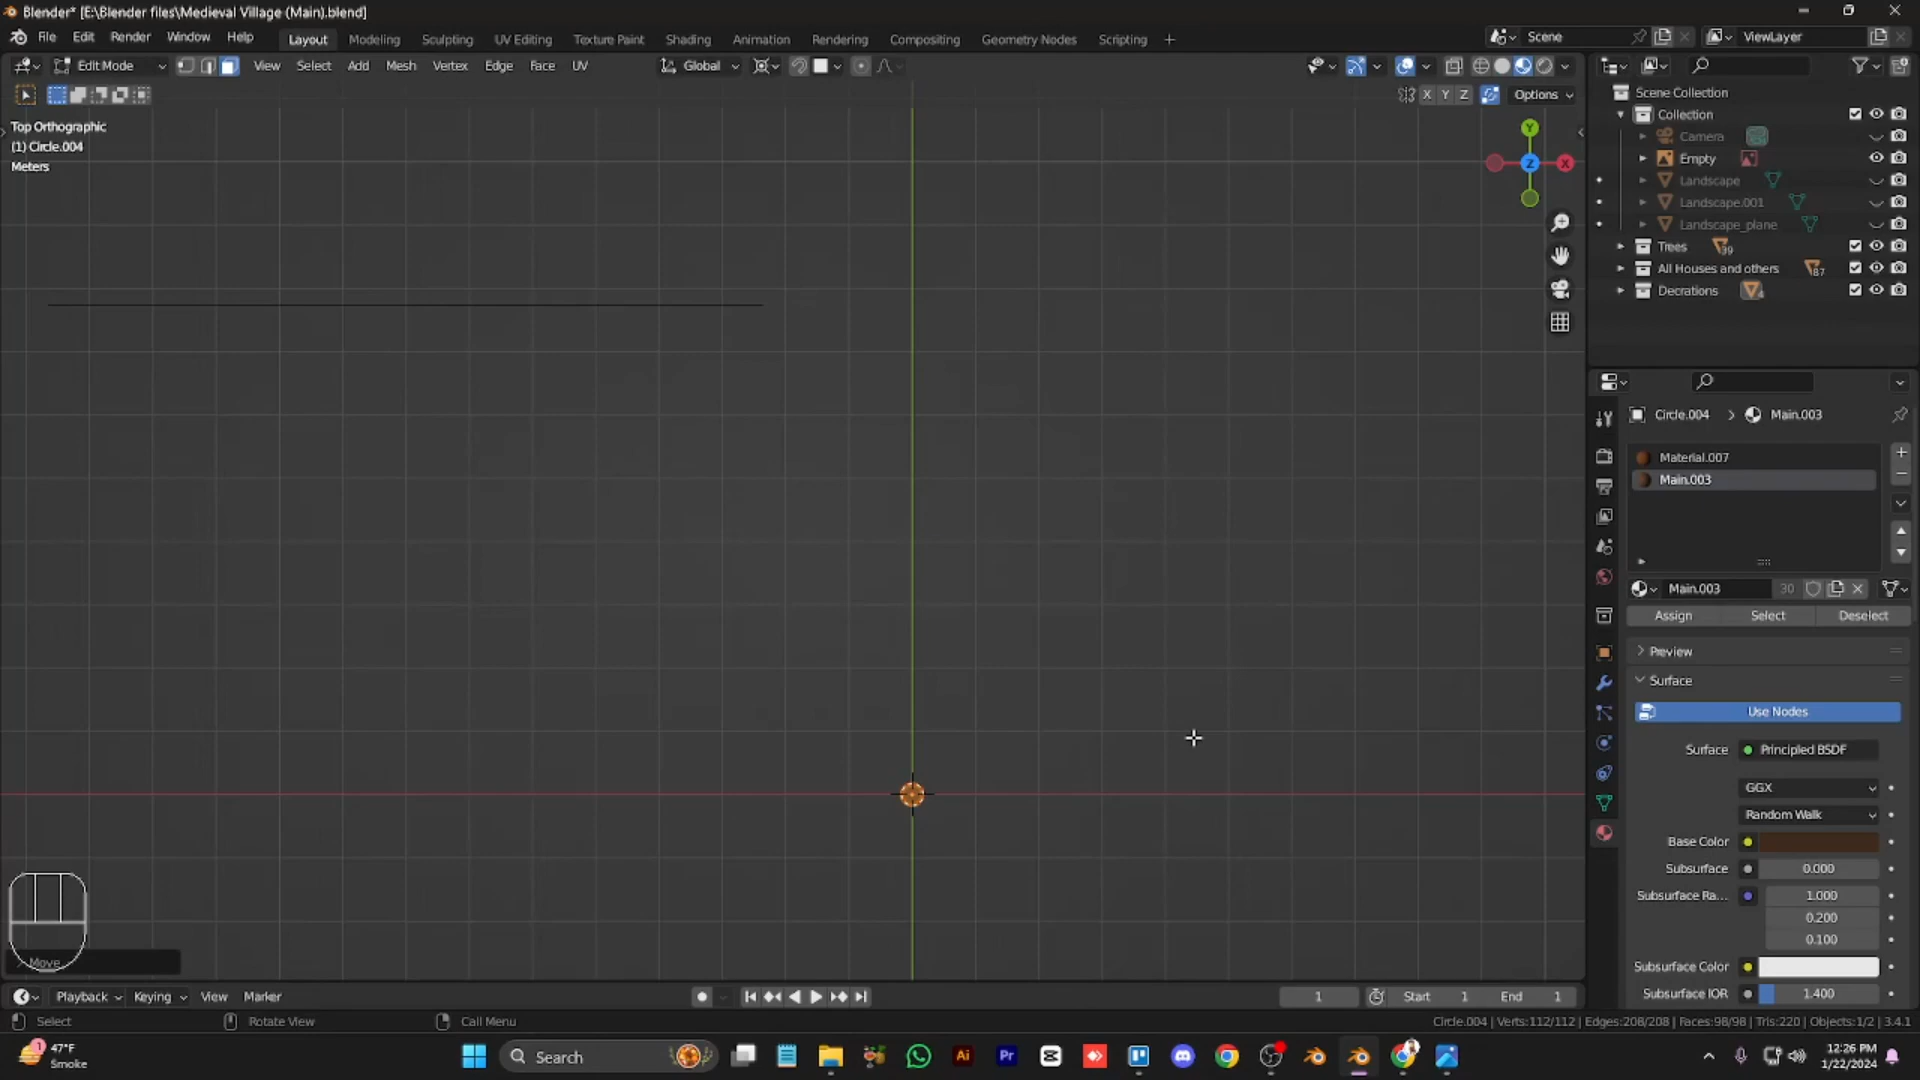 Blender* [E:\Blender files\Medieval Village (Main).blend]
File Edit Render Window Help
Layout Modeling Sculpting UV Editing Texture Paint Shading Animation Rendering Compositing Geometry Nodes Scripting +
Scene
ViewLayer
Edit Mode View Select Add Mesh Vertex Edge Face UV Global
X Y Z Options
Top Orthographic
(1) Circle.004
Meters
Y
Z
X
Scene Collection
Collection
Camera
Empty
Landscape
Landscape.001
Landscape_plane
Trees 39
All Houses and others 87
Decrations 4
Circle.004 > Main.003
Material.007
Main.003
Main.003 30
Assign Select Deselect
Preview
Surface
Use Nodes
Surface Principled BSDF
GGX
Random Walk
Base Color
Subsurface 0.000
Subsurface Ra... 1.000
0.200
0.100
Subsurface Color
Subsurface IOR 1.400
Move
Playback Keying View Marker
1 Start 1 End 1
Select Rotate View Call Menu
Circle.004 | Verts:112/112 | Edges:208/208 | Faces:98/98 | Tris:220 | Objects:1/2 | 3.4.1
1
47°F
Smoke
Search
Ai
Pr
12:26 PM
1/22/2024